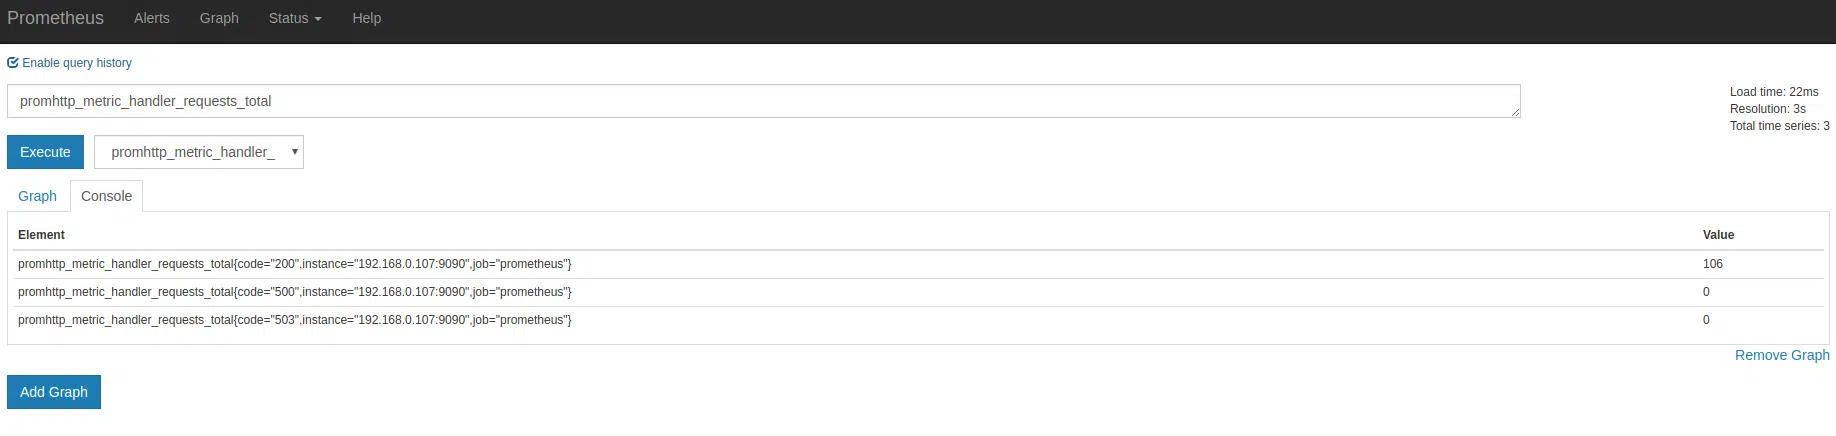 Prometheus Alerts Graph Status Help
Enable query history
promhttp_metric_handler_requests_total
Load time: 22ms
Resolution: 3s
Total time series: 3
Execute promhttp_metric_handler_
Graph Console
Element Value
promhttp_metric_handler_requests_total{code="200",instance="192.168.0.107:9090",job="prometheus"} 106
promhttp_metric_handler_requests_total{code="500",instance="192.168.0.107:9090",job="prometheus"} 0
promhttp_metric_handler_requests_total{code="503",instance="192.168.0.107:9090",job="prometheus"} 0
Remove Graph
Add Graph